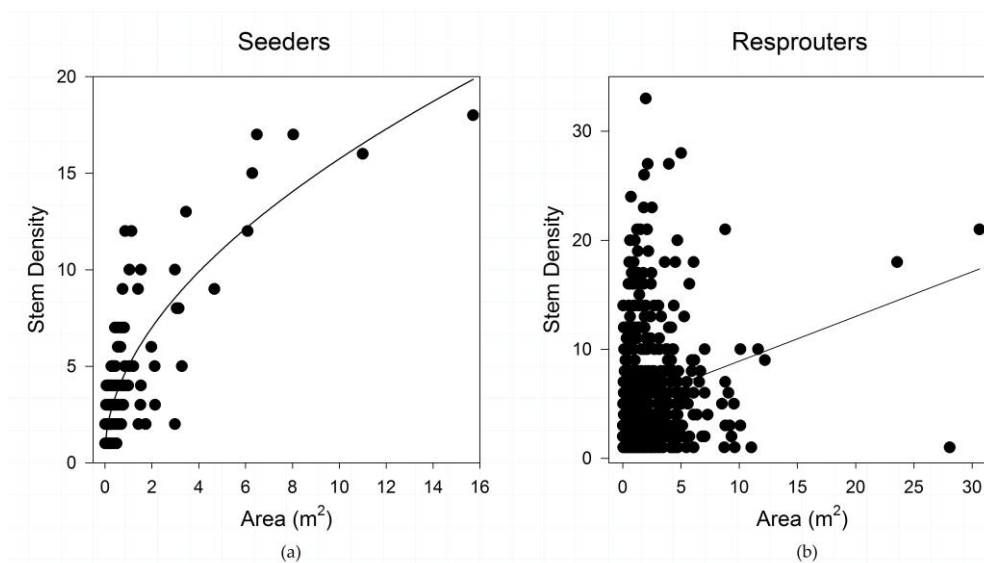 Seeders
20
15
10
5
0
Stem Density
0 2 4 6 8 10 12 14 16
Area (m²)
(a)
Resprouters
30
20
10
0
Stem Density
0 5 10 15 20 25 30
Area (m²)
(b)